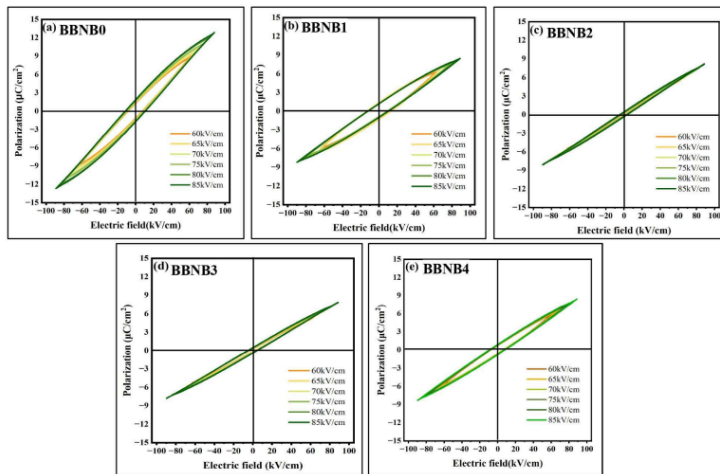 (a) BBNB0
Polarization (μC/cm²)
15
12
9
6
3
0
−3
−6
−9
−12
−15
60kV/cm
65kV/cm
70kV/cm
75kV/cm
80kV/cm
85kV/cm
−100 −80 −60 −40 −20 0 20 40 60 80 100
Electric field(kV/cm)
(b) BBNB1
Polarization (μC/cm²)
15
12
9
6
3
0
−3
−6
−9
−12
−15
60kV/cm
65kV/cm
70kV/cm
75kV/cm
80kV/cm
85kV/cm
−100 −80 −60 −40 −20 0 20 40 60 80 100
Electric field (kV/cm)
(c) BBNB2
Polarization (μC/cm²)
15
12
9
6
3
0
−3
−6
−9
−12
−15
60kV/cm
65kV/cm
70kV/cm
75kV/cm
80kV/cm
85kV/cm
−100 −80 −60 −40 −20 0 20 40 60 80 100
Electric field (kV/cm)
(d) BBNB3
Polarization (μC/cm²)
15
12
9
6
3
0
−3
−6
−9
−12
−15
60kV/cm
65kV/cm
70kV/cm
75kV/cm
80kV/cm
85kV/cm
−100 −80 −60 −40 −20 0 20 40 60 80 100
Electric field (kV/cm)
(e) BBNB4
Polarization (μC/cm²)
15
12
9
6
3
0
−3
−6
−9
−12
−15
60kV/cm
65kV/cm
70kV/cm
75kV/cm
80kV/cm
85kV/cm
−100 −80 −60 −40 −20 0 20 40 60 80 100
Electric field (kV/cm)